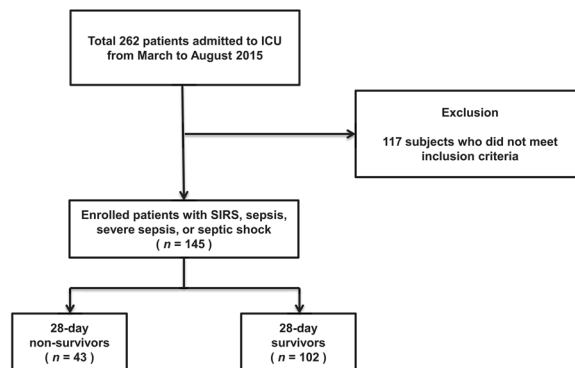 Total 262 patients admitted to ICU
from March to August 2015
Exclusion
117 subjects who did not meet
inclusion criteria
Enrolled patients with SIRS, sepsis,
severe sepsis, or septic shock
( n = 145 )
28-day
non-survivors
( n = 43 )
28-day
survivors
( n = 102 )